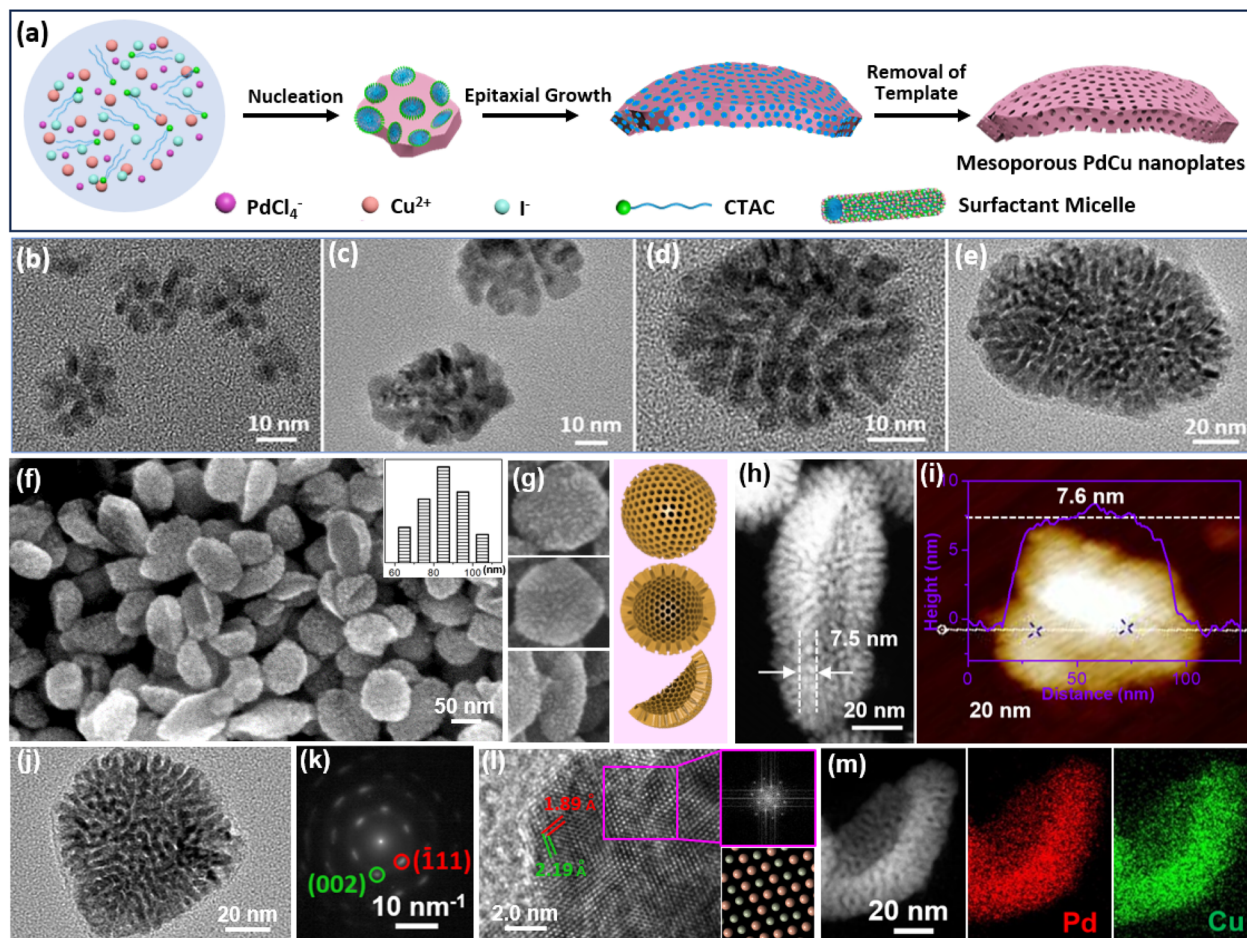 (a)
Nucleation
Epitaxial Growth
Removal of
Template
Mesoporous PdCu nanoplates
PdCl₄⁻
Cu²⁺
I⁻
CTAC
Surfactant Micelle
(b)
10 nm
(c)
10 nm
(d)
10 nm
(e)
20 nm
(f)
60 80 100 (nm)
50 nm
(g)
(h)
7.5 nm
20 nm
(i)
10
7.6 nm
5
0
Height (nm)
0 50 100
Distance (nm)
20 nm
(j)
20 nm
(k)
(1̄11)
(002)
10 nm⁻¹
(l)
1.89 Å
2.19 Å
2.0 nm
(m)
20 nm
Pd
Cu